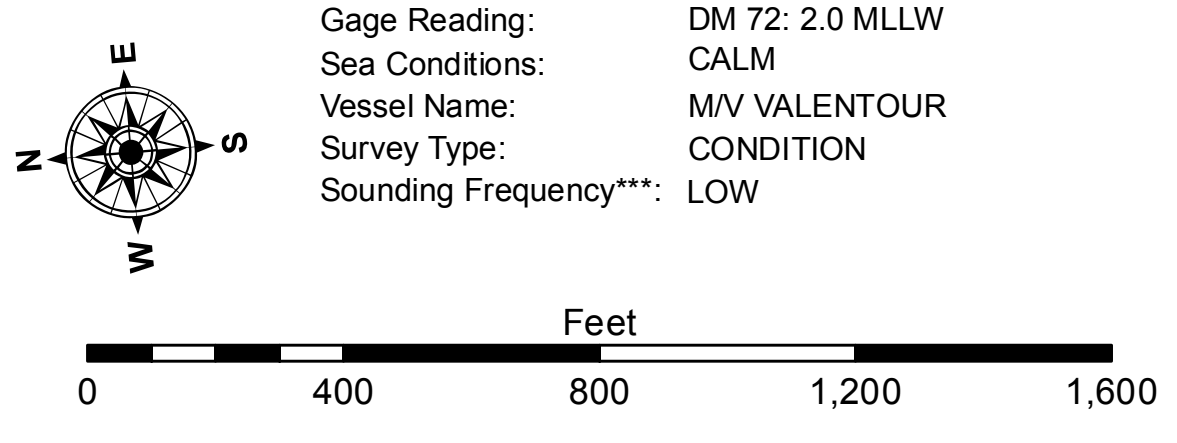 Gage Reading: DM 72: 2.0 MLLW
Sea Conditions: CALM
Vessel Name: M/V VALENTOUR
Survey Type: CONDITION
Sounding Frequency***: LOW
E
N
S
W
Feet
0 400 800 1,200 1,600